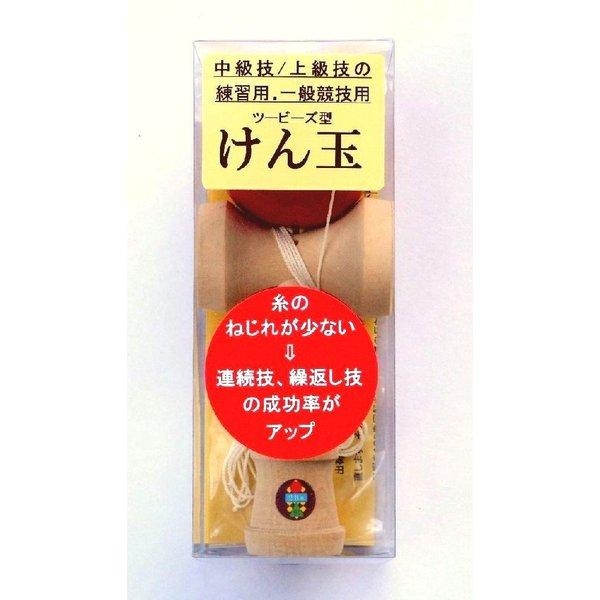 中級技/上級技の
練習用.一般競技用
ツービーズ型
けん玉
糸の
ねじれが少ない
⇩
連続技、繰返し技
の成功率が
アップ